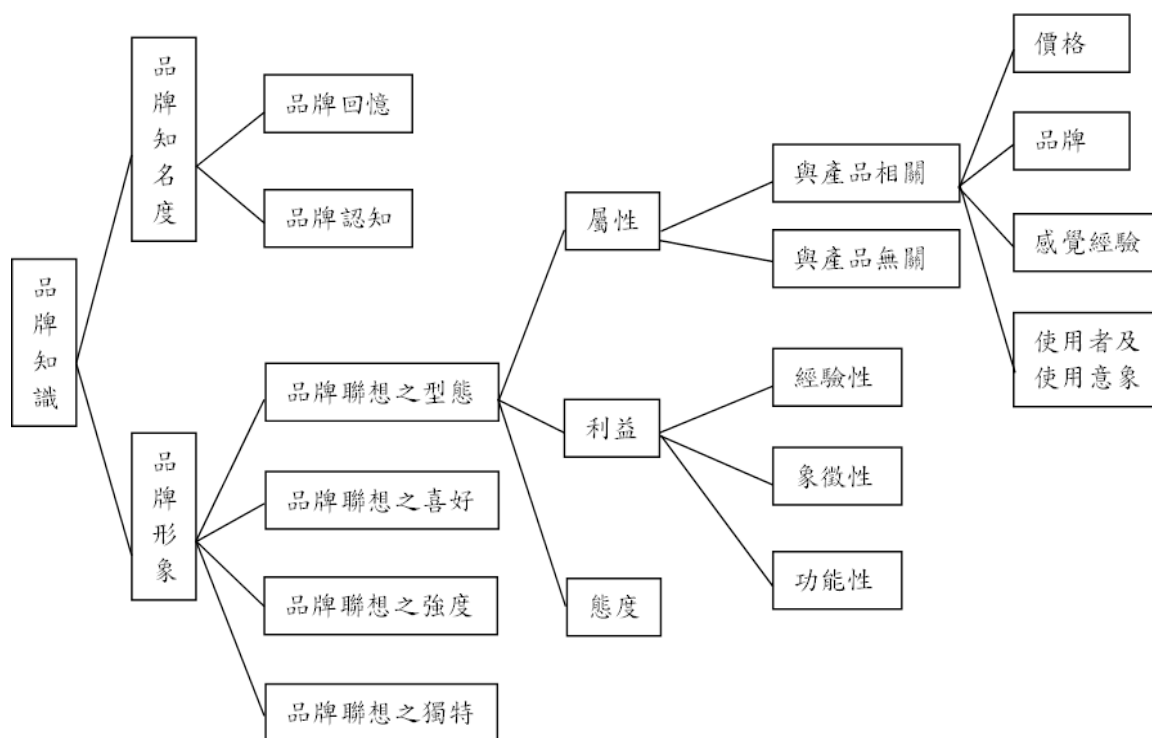 品牌知識
品牌知名度
品牌回憶
品牌認知
品牌形象
品牌聯想之型態
品牌聯想之喜好
品牌聯想之強度
品牌聯想之獨特
屬性
利益
態度
與產品相關
與產品無關
經驗性
象徵性
功能性
價格
品牌
感覺經驗
使用者及
使用意象